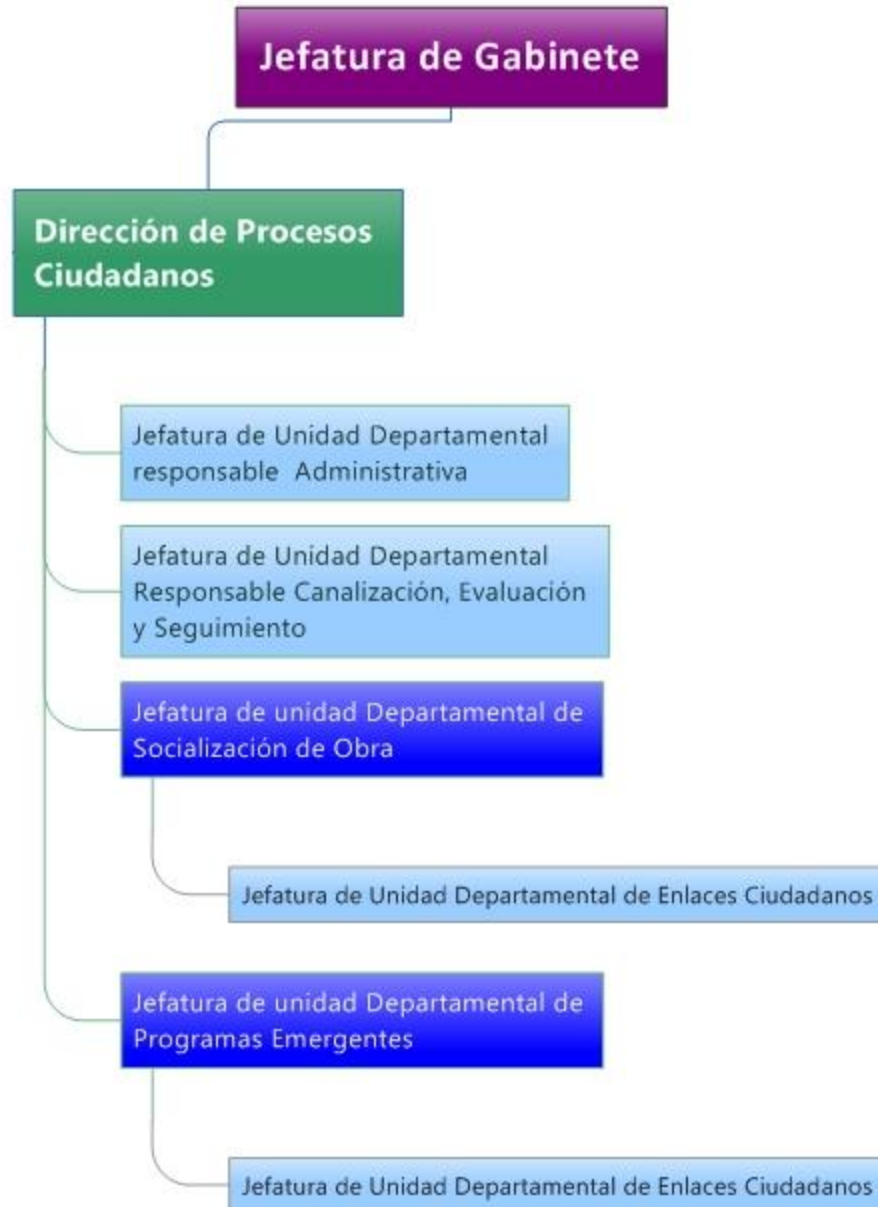 Jefatura de Gabinete
Dirección de Procesos
Ciudadanos
Jefatura de Unidad Departamental
responsable  Administrativa
Jefatura de Unidad Departamental
Responsable Canalización, Evaluación
y Seguimiento
Jefatura de unidad Departamental de
Socialización de Obra
Jefatura de Unidad Departamental de Enlaces Ciudadanos
Jefatura de unidad Departamental de
Programas Emergentes
Jefatura de Unidad Departamental de Enlaces Ciudadanos